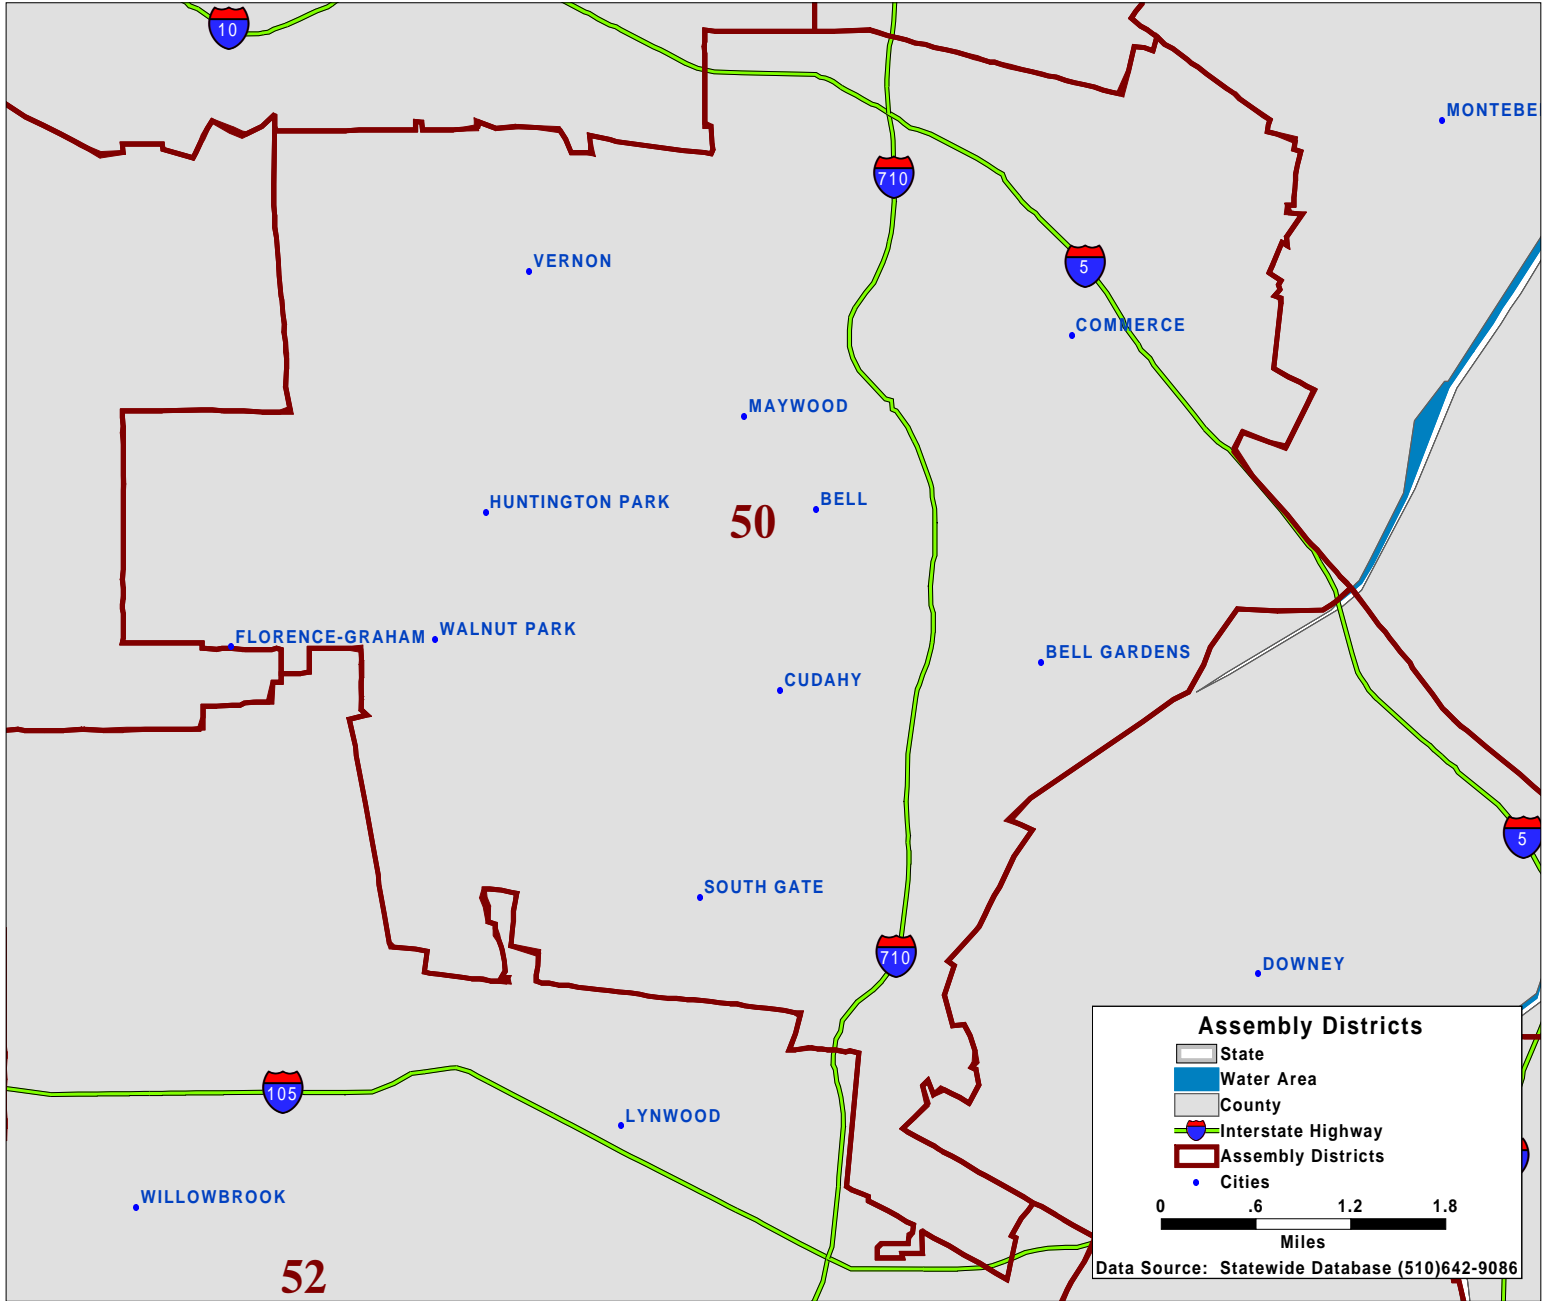 10
MONTEBE
710
VERNON
5
COMMERCE
MAYWOOD
HUNTINGTON PARK
BELL
50
FLORENCE-GRAHAM
WALNUT PARK
BELL GARDENS
CUDAHY
5
SOUTH GATE
710
DOWNEY
105
LYNWOOD
WILLOWBROOK
52
Assembly Districts
State
Water Area
County
Interstate Highway
Assembly Districts
Cities
0 .6 1.2 1.8
Miles
Data Source: Statewide Database (510)642-9086